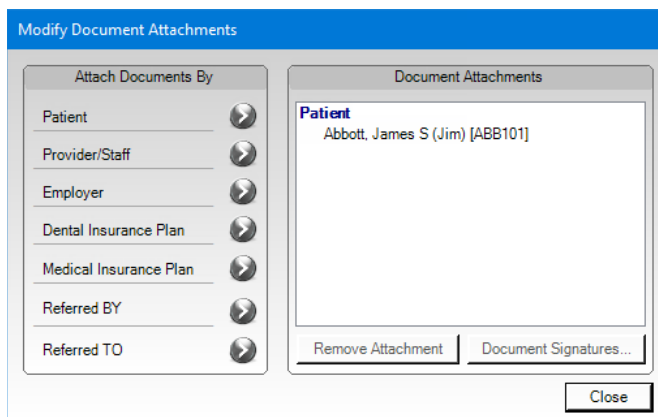 Modify Document Attachments
Attach Documents By
Patient
Provider/Staff
Employer
Dental Insurance Plan
Medical Insurance Plan
Referred BY
Referred TO
Document Attachments
Patient
Abbott, James S (Jim) [ABB101]
Remove Attachment
Document Signatures...
Close